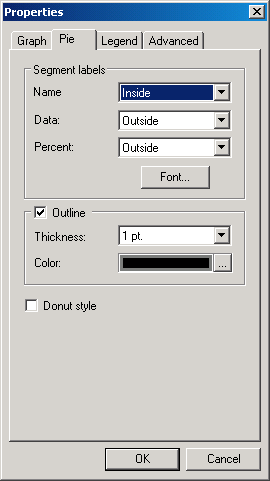 Properties
Graph Pie Legend Advanced
Segment labels
Name Inside
Data: Outside
Percent: Outside
Font...
Outline
Thickness: 1 pt.
Color: ...
Donut style
OK Cancel